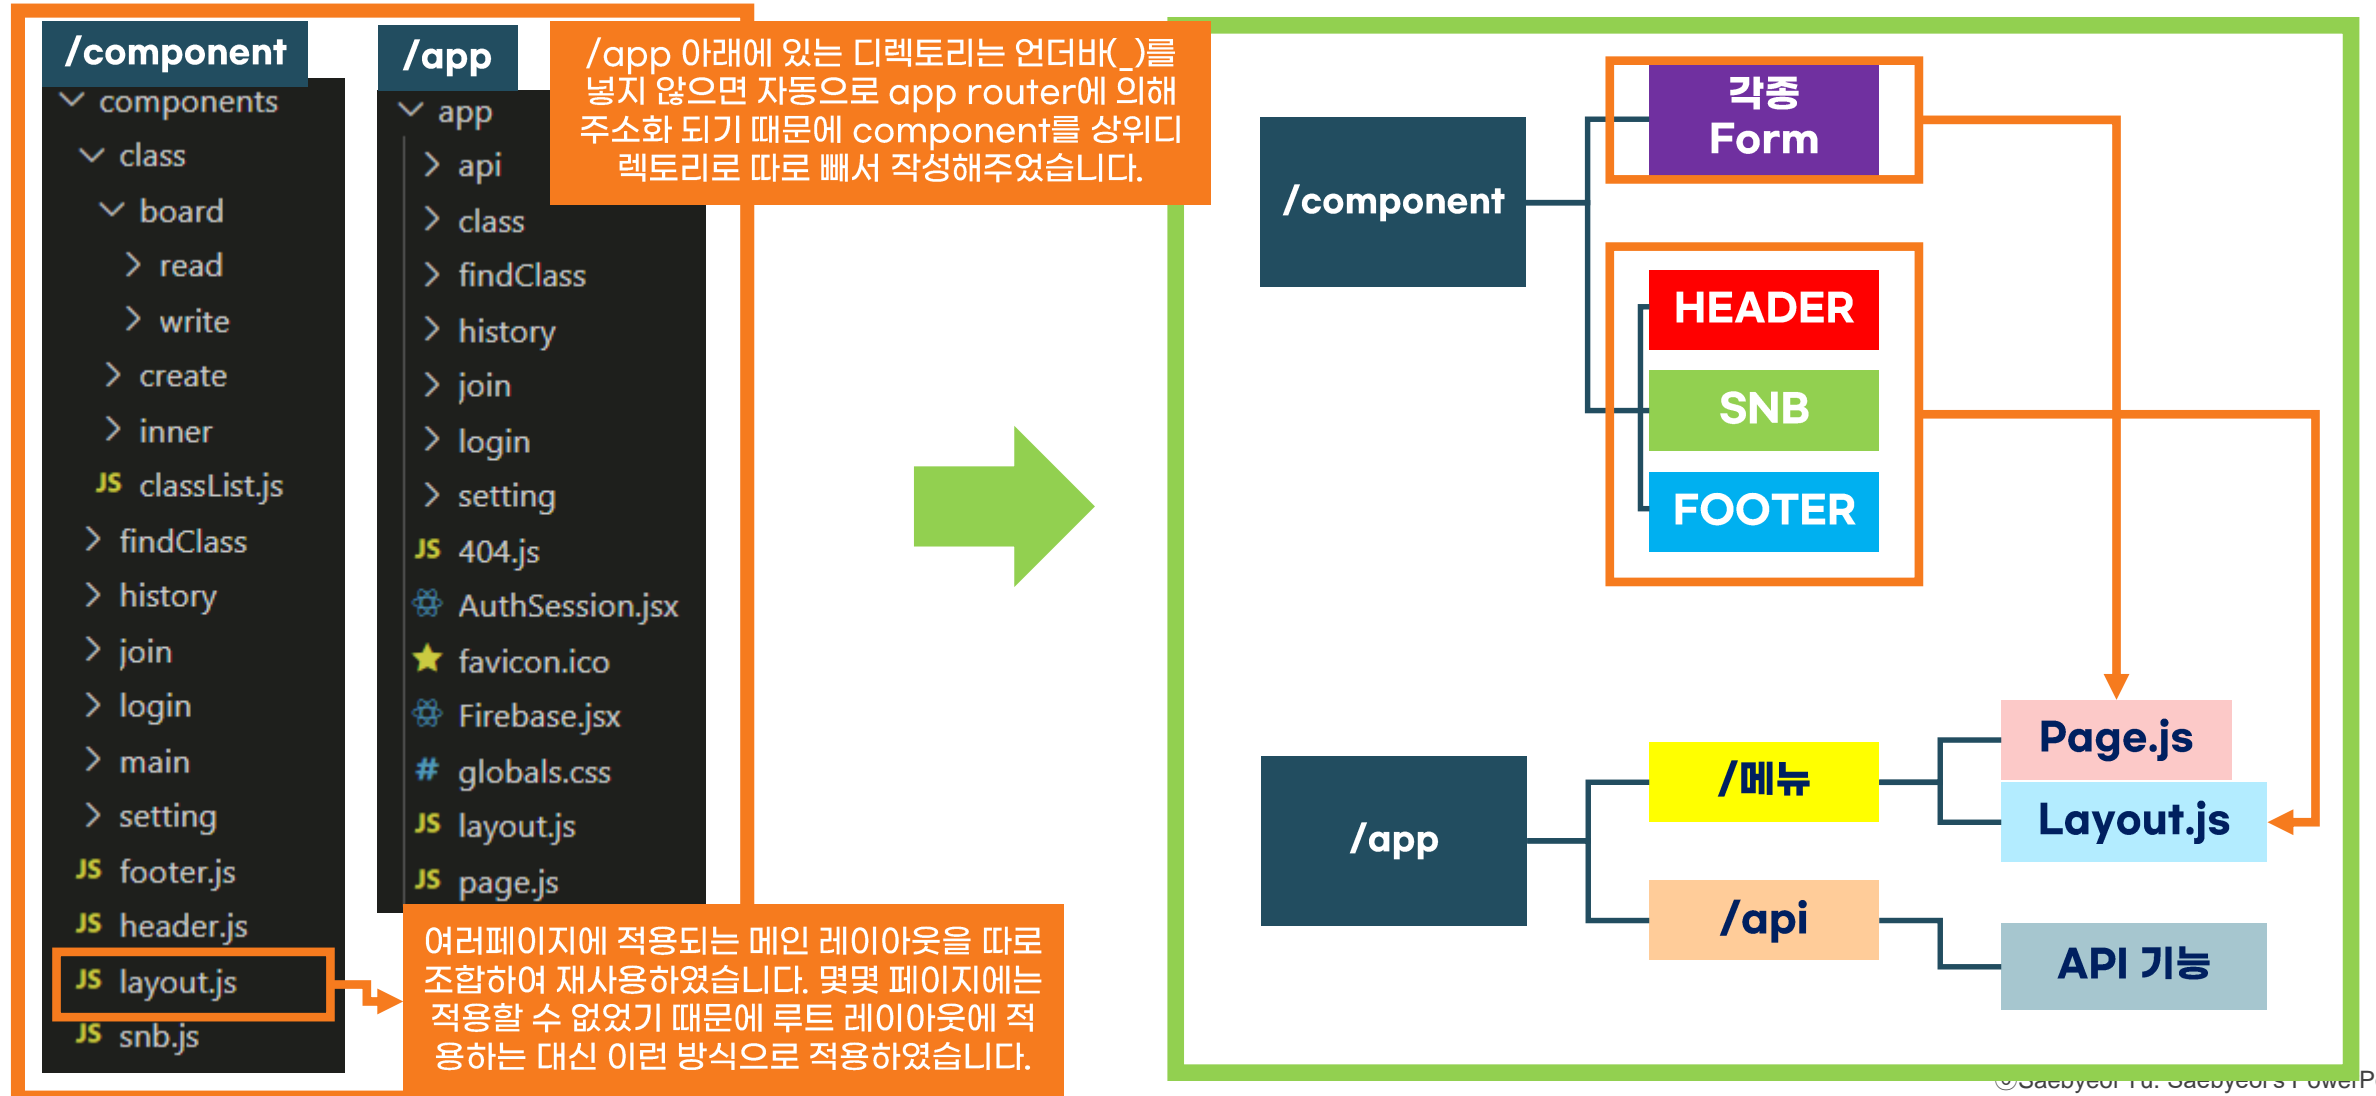 /component
components
class
board
read
write
create
inner
JS classList.js
findClass
history
join
login
main
setting
JS footer.js
JS header.js
JS layout.js
JS snb.js
/app
app
api
class
findClass
history
join
login
setting
JS 404.js
AuthSession.jsx
favicon.ico
Firebase.jsx
# globals.css
JS layout.js
JS page.js
/app 아래에 있는 디렉토리는 언더바(_)를
넣지 않으면 자동으로 app router에 의해
주소화 되기 때문에 component를 상위디
렉토리로 따로 빼서 작성해주었습니다.
여러페이지에 적용되는 메인 레이아웃을 따로
조합하여 재사용하였습니다. 몇몇 페이지에는
적용할 수 없었기 때문에 루트 레이아웃에 적
용하는 대신 이런 방식으로 적용하였습니다.
/component
각종
Form
HEADER
SNB
FOOTER
/app
/메뉴
/api
Page.js
Layout.js
API 기능
ⓒSaebyeol Yu. Saebyeol's PowerP